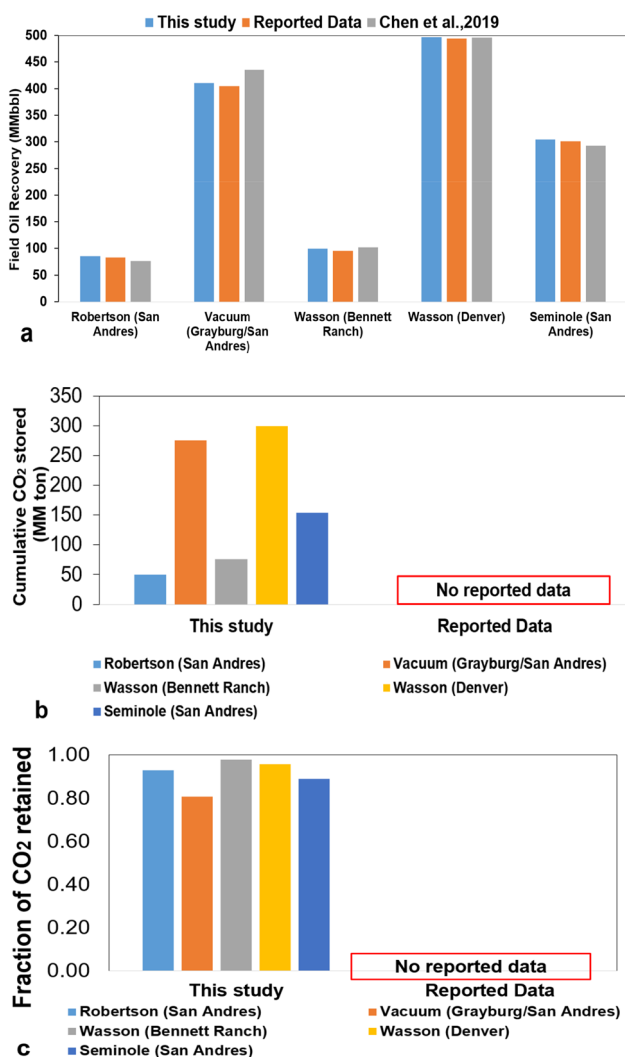 This study Reported Data Chen et al.,2019
Field Oil Recovery (MMbbl)
500
450
400
350
300
250
200
150
100
50
0
Robertson (San Andres)
Vacuum (Grayburg/San Andres)
Wasson (Bennett Ranch)
Wasson (Denver)
Seminole (San Andres)
a
Cumulative CO₂ stored
(MM ton)
350
300
250
200
150
100
50
0
No reported data
This study Reported Data
Robertson (San Andres) Vacuum (Grayburg/San Andres)
Wasson (Bennett Ranch) Wasson (Denver)
Seminole (San Andres)
b
Fraction of CO₂ retained
1.00
0.80
0.60
0.40
0.20
0.00
No reported data
This study Reported Data
Robertson (San Andres) Vacuum (Grayburg/San Andres)
Wasson (Bennett Ranch) Wasson (Denver)
Seminole (San Andres)
c